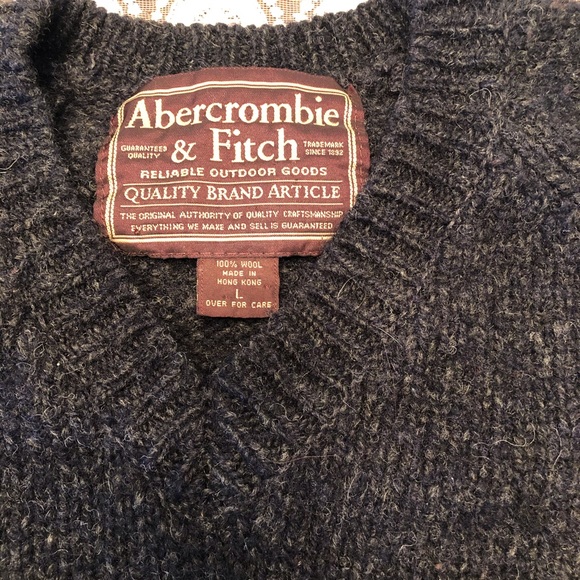 Abercrombie
GUARANTEED QUALITY & Fitch TRADEMARK SINCE 1892
RELIABLE OUTDOOR GOODS
QUALITY BRAND ARTICLE
THE ORIGINAL AUTHORITY OF QUALITY CRAFTSMANSHIP
EVERYTHING WE MAKE AND SELL IS GUARANTEED
100% WOOL
MADE IN
HONG KONG
L
OVER FOR CARE